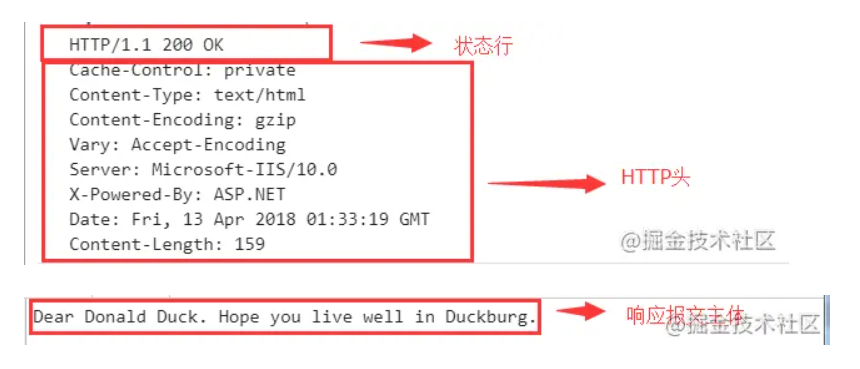 HTTP/1.1 200 OK
状态行
Cache-Control: private
Content-Type: text/html
Content-Encoding: gzip
Vary: Accept-Encoding
Server: Microsoft-IIS/10.0
HTTP头
X-Powered-By: ASP.NET
Date: Fri, 13 Apr 2018 01:33:19 GMT
@掘金技术社区
Content-Length: 159
Dear Donald Duck. Hope you live well in Duckburg.
响应报文主体
@掘金技术社区